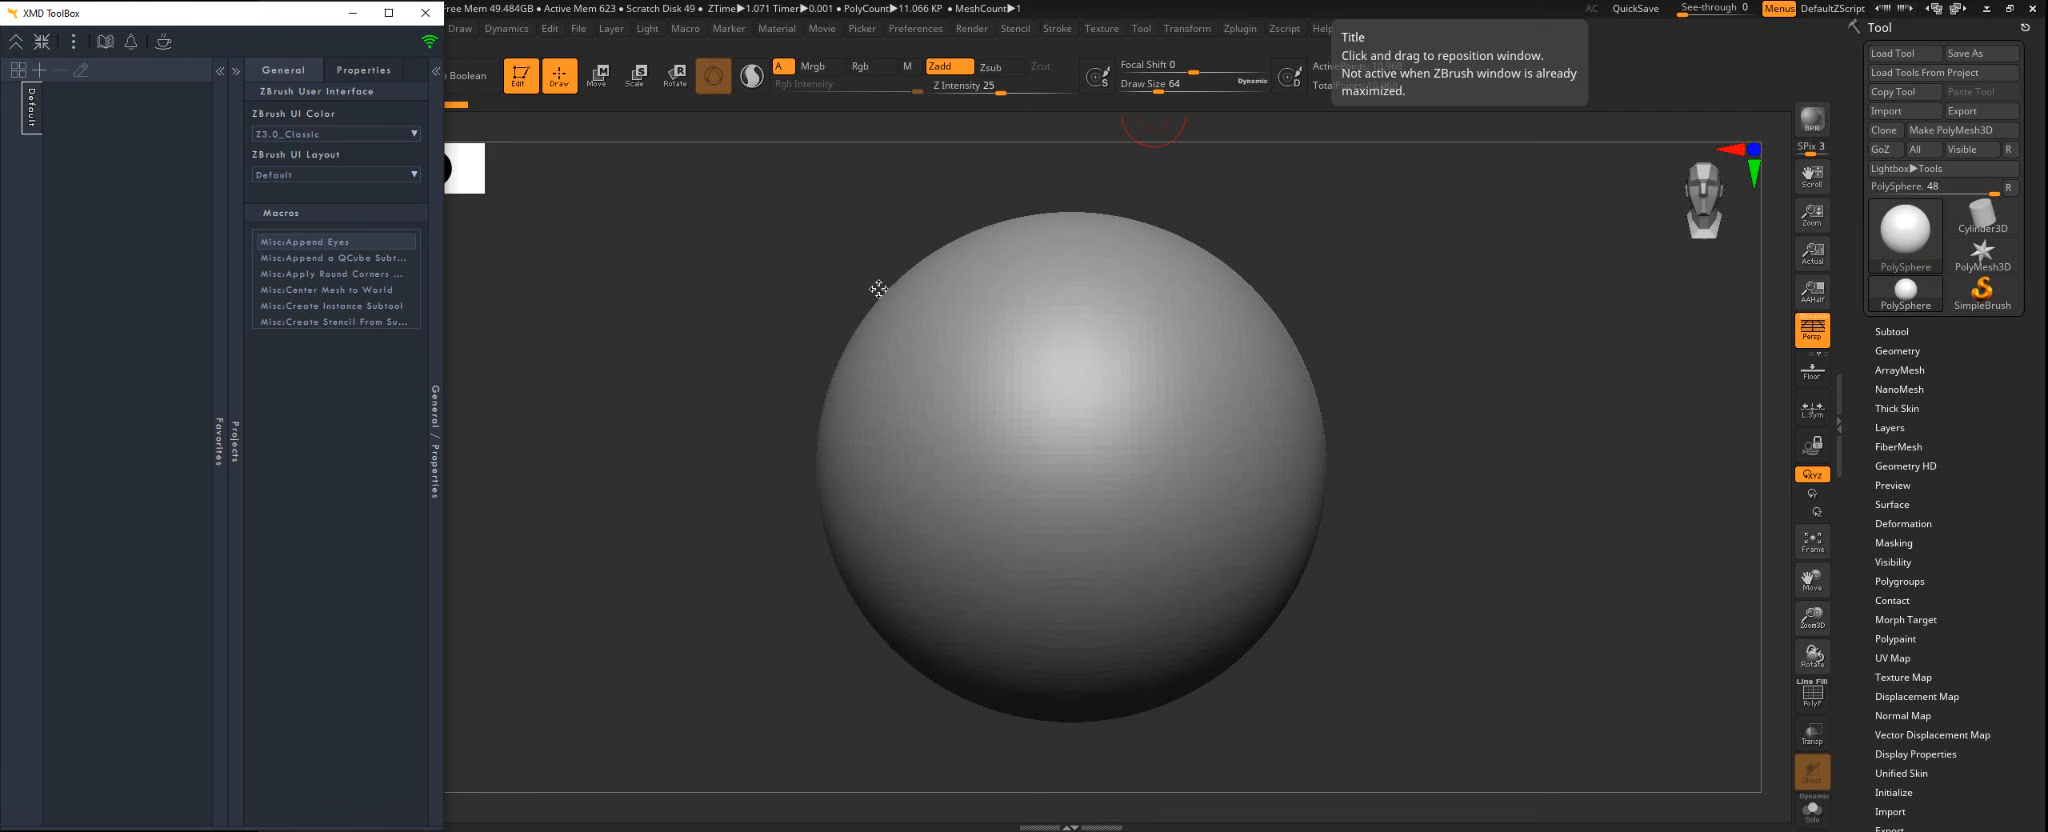 XMD ToolBox
ree Mem 49.484GB • Active Mem 623 • Scratch Disk 49 • ZTime▶1.071 Timer▶0.001 • PolyCount▶11.066 KP • MeshCount▶1
AC QuickSave See-through 0 Menus DefaultZScript
Draw Dynamics Edit File Layer Light Macro Marker Material Movie Picker Preferences Render Stencil Stroke Texture Tool Transform Zplugin Zscript Help
Title
Click and drag to reposition window.
Not active when ZBrush window is already
maximized.
e Boolean
Edit
Draw
Move
Scale
Rotate
A Mrgb Rgb M Zadd Zsub Zcut
Rgb Intensity Z Intensity 25
Focal Shift 0
Draw Size 64 Dynamic
S
D
General Properties
ZBrush User Interface
ZBrush UI Color
Z3.0_Classic
ZBrush UI Layout
Default
Macros
Misc:Append Eyes
Misc:Append a QCube Subt...
Misc:Apply Round Corners ...
Misc:Center Mesh to World
Misc:Create Instance Subtool
Misc:Create Stencil From Su...
Default
Favorites
Projects
General / Properties
BPR
SPix 3
Scroll
Zoom
Actual
AAHalf
Persp
Floor
L.Sym
XYZ
Y
Z
Frame
Move
Zoom3D
Rotate
Line Fill
PolyF
Transp
Ghost
Dynamic
Solo
Tool
Load Tool Save As
Load Tools From Project
Copy Tool Paste Tool
Import Export
Clone Make PolyMesh3D
GoZ All Visible R
Lightbox▶Tools
PolySphere. 48 R
PolySphere
Cylinder3D
PolyMesh3D
PolySphere
SimpleBrush
Subtool
Geometry
ArrayMesh
NanoMesh
Thick Skin
Layers
FiberMesh
Geometry HD
Preview
Surface
Deformation
Masking
Visibility
Polygroups
Contact
Morph Target
Polypaint
UV Map
Texture Map
Displacement Map
Normal Map
Vector Displacement Map
Display Properties
Unified Skin
Initialize
Import
Export